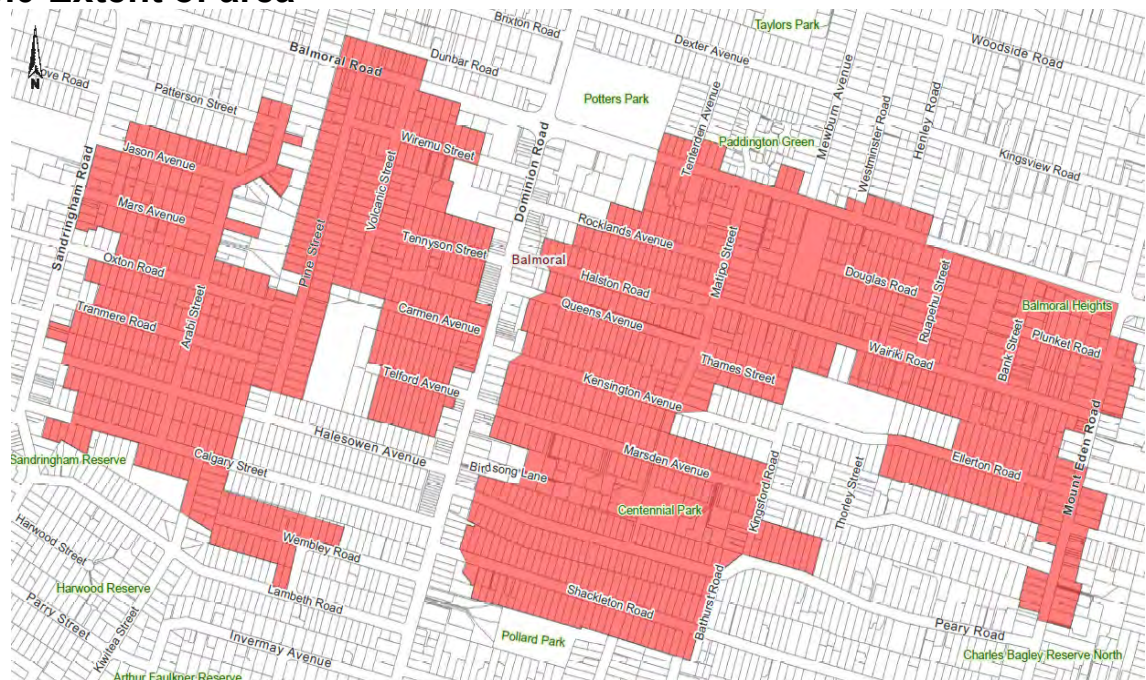 Extent of area
Brixton Road
Taylors Park
Woodside Road
Balmoral Road
Dunbar Road
Dexter Avenue
N
ove Road
Patterson Street
Potters Park
Tenterden Avenue
Mewburn Avenue
Westminster Road
Henley Road
Paddington Green
Kingsview Road
Wiremu Street
Jason Avenue
Sandringham Road
Volcanic Street
Dominion Road
Mars Avenue
Rocklands Avenue
Tennyson Street
Pine Street
Balmoral
Matipo Street
Oxton Road
Halston Road
Douglas Road
Ruapehu Street
Balmoral Heights
Tranmere Road
Arabi Street
Carmen Avenue
Queens Avenue
Plunket Road
Wairiki Road
Bank Street
Thames Street
Telford Avenue
Kensington Avenue
Halesowen Avenue
Mount Eden Road
Sandringham Reserve
Calgary Street
Birdsong Lane
Marsden Avenue
Ellerton Road
Kingsford Road
Thorley Street
Centennial Park
Harwood Street
Wembley Road
Harwood Reserve
Lambeth Road
Shackleton Road
Bathurst Road
Parry Street
Kiwitea Street
Peary Road
Invermay Avenue
Pollard Park
Charles Bagley Reserve North
Arthur Faulkner Reserve